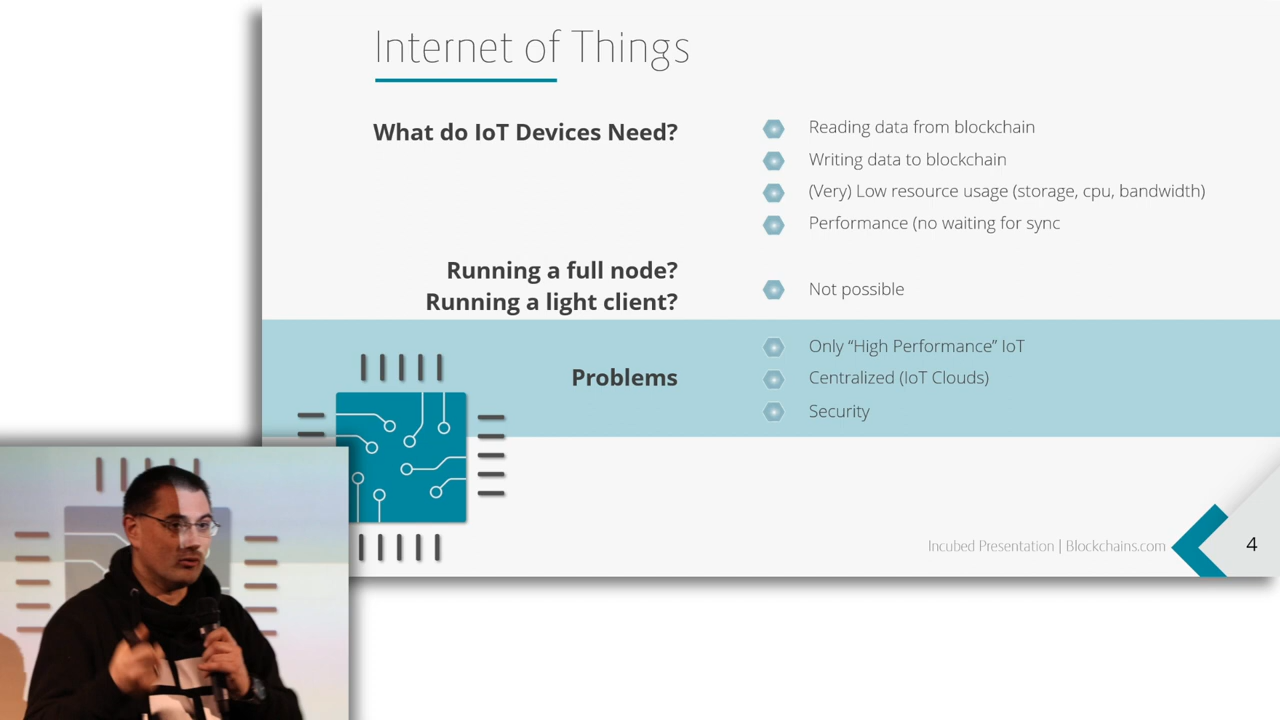 Internet of Things
What do IoT Devices Need?
Reading data from blockchain
Writing data to blockchain
(Very) Low resource usage (storage, cpu, bandwidth)
Performance (no waiting for sync
Running a full node?
Running a light client?
Not possible
Problems
Only “High Performance” IoT
Centralized (IoT Clouds)
Security
Incubed Presentation | Blockchains.com
4